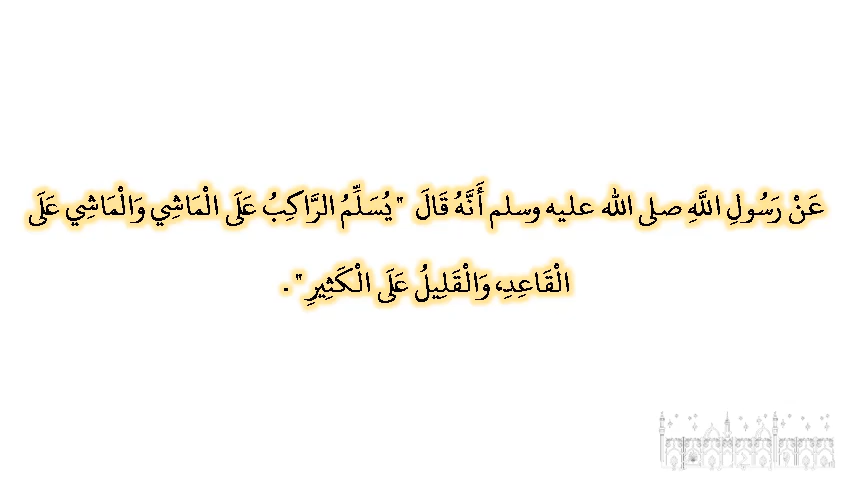 عَنْ رَسُولِ اللَّهِ صلى الله عليه وسلم أَنَّهُ قَالَ ‏"‏ يُسَلِّمُ الرَّاكِبُ عَلَى الْمَاشِي وَالْمَاشِي عَلَى
الْقَاعِدِ، وَالْقَلِيلُ عَلَى الْكَثِيرِ ‏"‏ ‏.‏